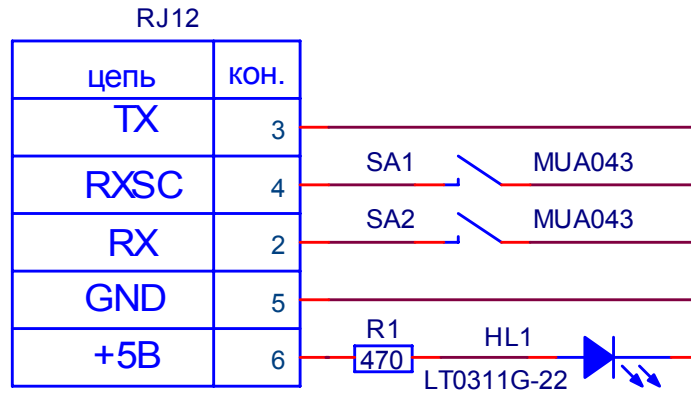 RJ12
цепь кон.
TX 3
RXSC 4 SA1 MUA043
RX 2 SA2 MUA043
GND 5
+5В 6 R1 470 HL1 LT0311G-22